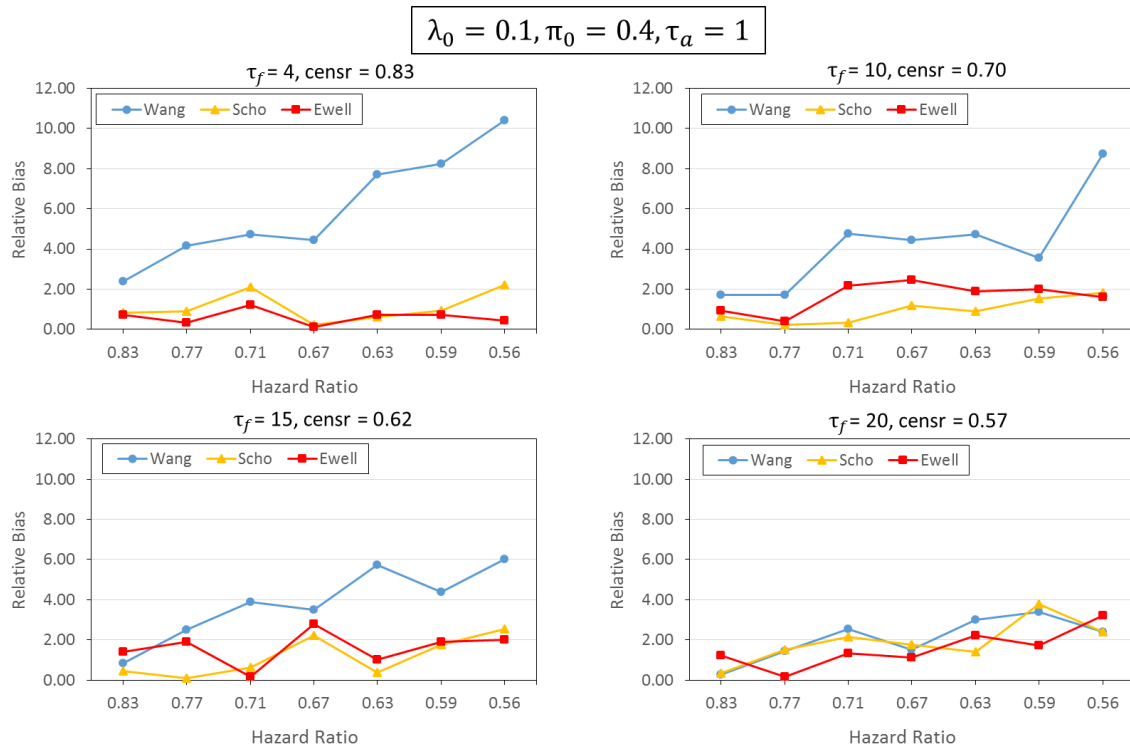 λ₀ = 0.1, π₀ = 0.4, τₐ = 1
τ_f = 4, censr = 0.83
12.00
10.00
8.00
6.00
4.00
2.00
0.00
Relative Bias
Wang Scho Ewell
0.83 0.77 0.71 0.67 0.63 0.59 0.56
Hazard Ratio
τ_f = 10, censr = 0.70
12.00
10.00
8.00
6.00
4.00
2.00
0.00
Relative Bias
Wang Scho Ewell
0.83 0.77 0.71 0.67 0.63 0.59 0.56
Hazard Ratio
τ_f = 15, censr = 0.62
12.00
10.00
8.00
6.00
4.00
2.00
0.00
Relative Bias
Wang Scho Ewell
0.83 0.77 0.71 0.67 0.63 0.59 0.56
Hazard Ratio
τ_f = 20, censr = 0.57
12.00
10.00
8.00
6.00
4.00
2.00
0.00
Relative Bias
Wang Scho Ewell
0.83 0.77 0.71 0.67 0.63 0.59 0.56
Hazard Ratio